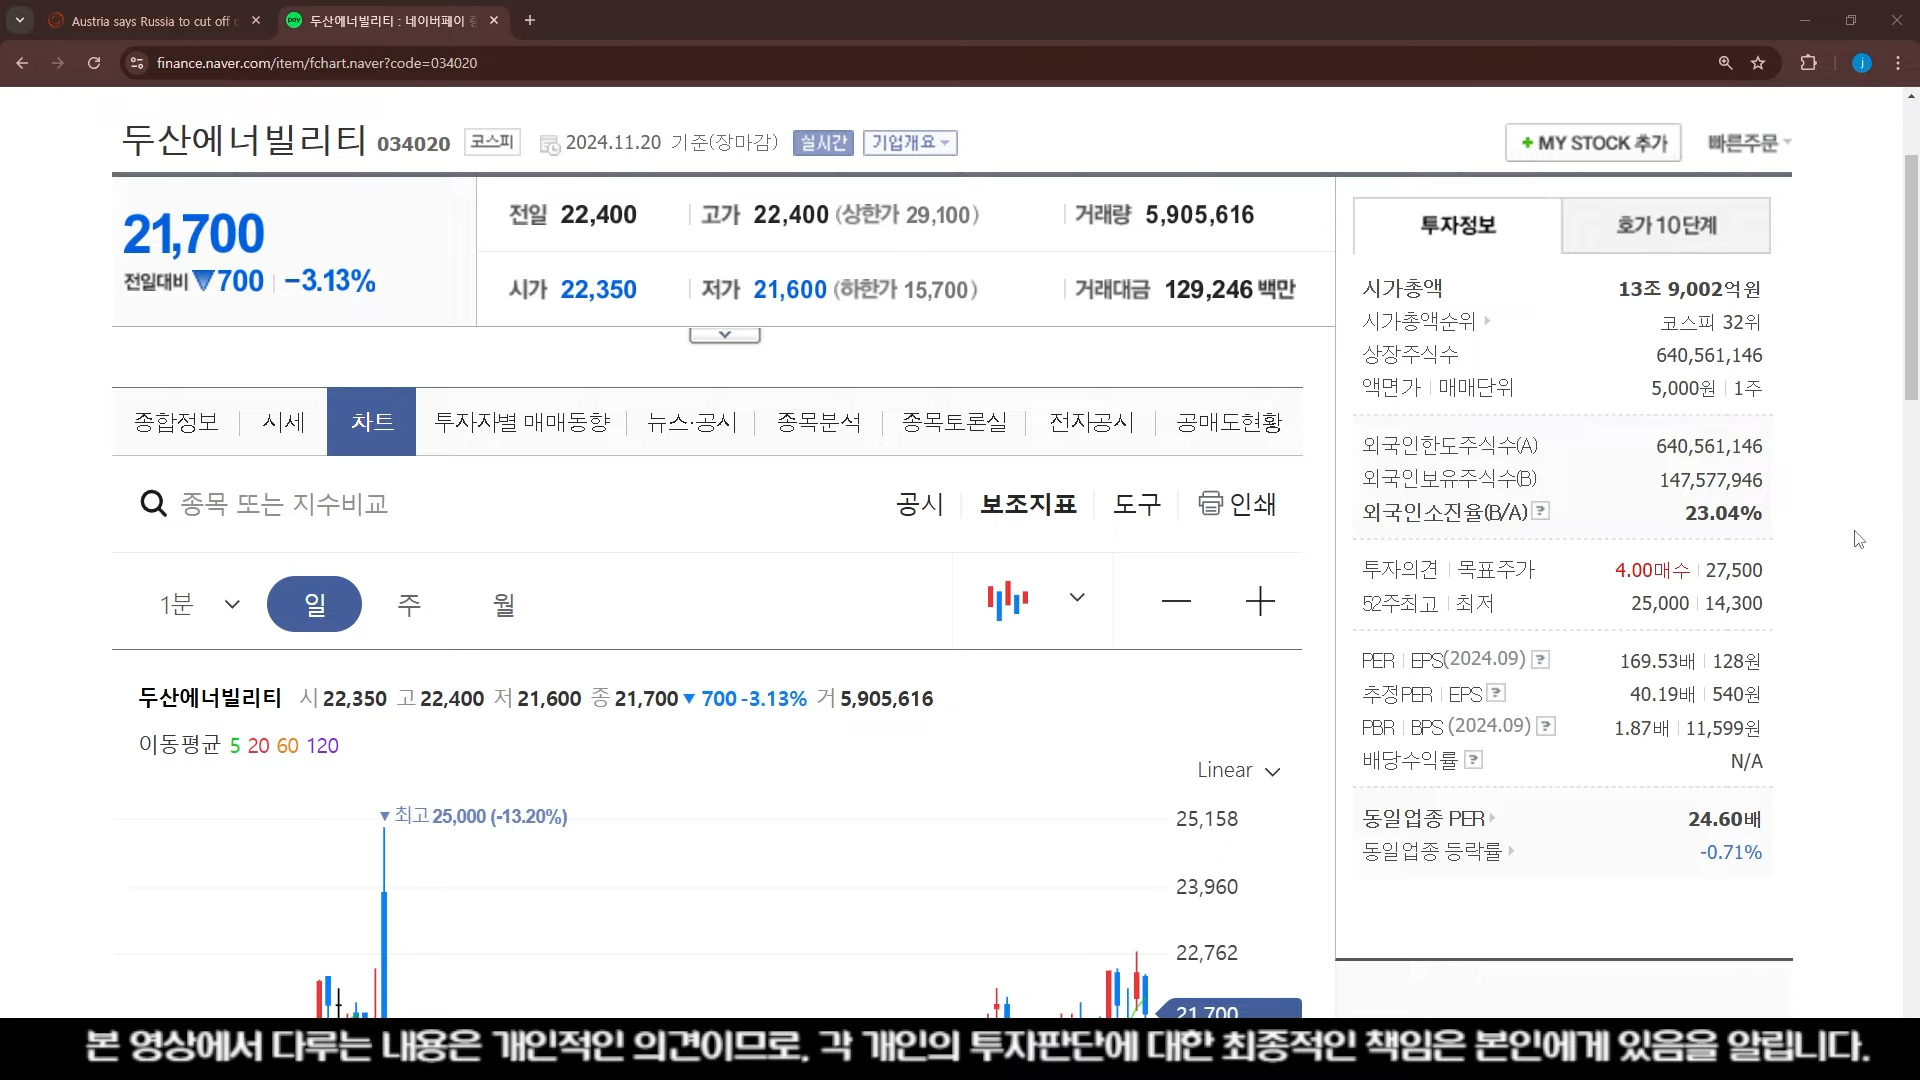 Austria says Russia to cut off
두산에너빌리티 : 네이버페이
finance.naver.com/item/fchart.naver?code=034020
j
두산에너빌리티 034020 코스피 2024.11.20 기준(장마감) 실시간 기업개요
+ MY STOCK 추가 빠른주문
21,700
전일대비 ▼700 −3.13%
전일 22,400 고가 22,400 (상한가 29,100) 거래량 5,905,616
시가 22,350 저가 21,600 (하한가 15,700) 거래대금 129,246 백만
투자정보 호가 10단계
시가총액 13조 9,002억원
시가총액순위 코스피 32위
상장주식수 640,561,146
액면가 매매단위 5,000원 1주
외국인한도주식수(A) 640,561,146
외국인보유주식수(B) 147,577,946
외국인소진율(B/A) ? 23.04%
투자의견 목표주가 4.00매수 27,500
52주최고 최저 25,000 14,300
PER EPS(2024.09) ? 169.53배 128원
추정PER EPS ? 40.19배 540원
PBR BPS (2024.09) ? 1.87배 11,599원
배당수익률 ? N/A
동일업종 PER 24.60배
동일업종 등락률 -0.71%
종합정보 시세 차트 투자자별 매매동향 뉴스·공시 종목분석 종목토론실 전자공시 공매도현황
종목 또는 지수비교 공시 보조지표 도구 인쇄
1분 일 주 월
두산에너빌리티 시 22,350 고 22,400 저 21,600 종 21,700 ▼ 700 -3.13% 거 5,905,616
이동평균 5 20 60 120
Linear
▼ 최고 25,000 (-13.20%)
25,158
23,960
22,762
21,700
본 영상에서 다루는 내용은 개인적인 의견이므로, 각 개인의 투자판단에 대한 최종적인 책임은 본인에게 있음을 알립니다.